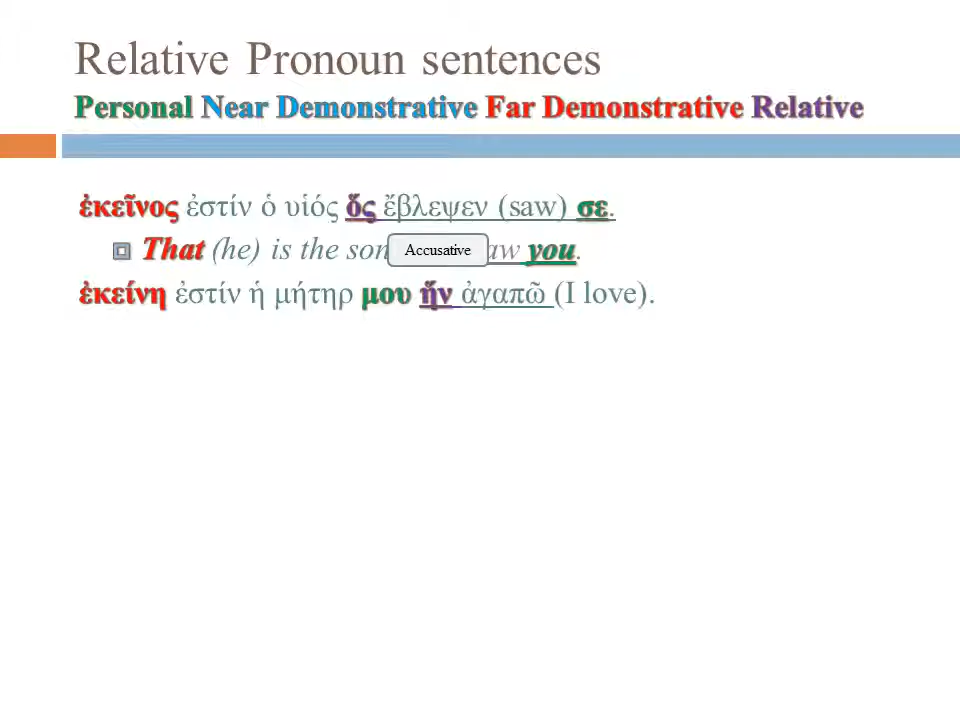 Relative Pronoun sentences
Personal Near Demonstrative Far Demonstrative Relative
ἐκεῖνος ἐστίν ὁ υἱός ὅς ἔβλεψεν (saw) σε.
That (he) is the son aw you.
Accusative
ἐκείνη ἐστίν ἡ μήτηρ μου ἥν ἀγαπῶ (I love).